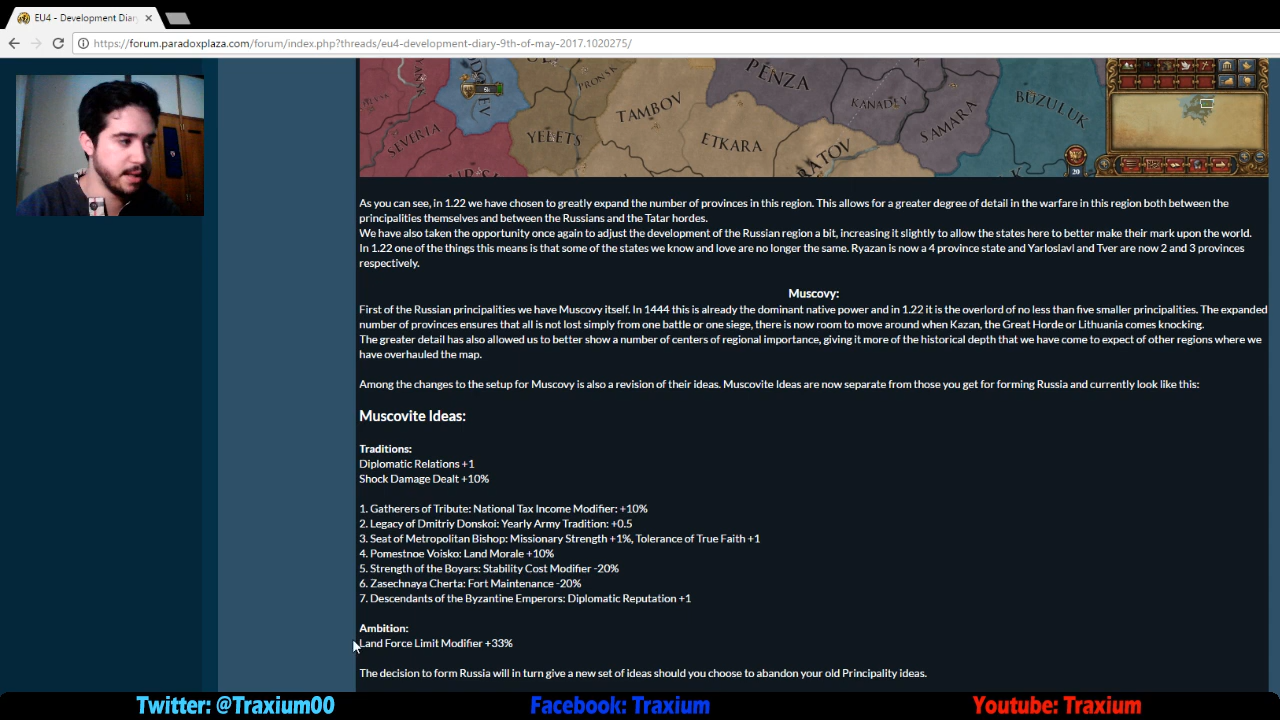 EU4 - Development Diar
https://forum.paradoxplaza.com/forum/index.php?threads/eu4-development-diary-9th-of-may-2017.1020275/
PENZA
PRONSK
TAMBOV
KANADLY
SAMARA
BUZULUK
YELETS
ETKARA
20
As you can see, in 1.22 we have chosen to greatly expand the number of provinces in this region. This allows for a greater degree of detail in the warfare in this region both between the
principalities themselves and between the Russians and the Tatar hordes.
We have also taken the opportunity once again to adjust the development of the Russian region a bit, increasing it slightly to allow the states here to better make their mark upon the world.
In 1.22 one of the things this means is that some of the states we know and love are no longer the same. Ryazan is now a 4 province state and Yarloslavl and Tver are now 2 and 3 provinces
respectively.
Muscovy:
First of the Russian principalities we have Muscovy itself. In 1444 this is already the dominant native power and in 1.22 it is the overlord of no less than five smaller principalities. The expanded
number of provinces ensures that all is not lost simply from one battle or one siege, there is now room to move around when Kazan, the Great Horde or Lithuania comes knocking.
The greater detail has also allowed us to better show a number of centers of regional importance, giving it more of the historical depth that we have come to expect of other regions where we
have overhauled the map.
Among the changes to the setup for Muscovy is also a revision of their ideas. Muscovite Ideas are now separate from those you get for forming Russia and currently look like this:
Muscovite Ideas:
Traditions:
Diplomatic Relations +1
Shock Damage Dealt +10%
1. Gatherers of Tribute: National Tax Income Modifier: +10%
2. Legacy of Dmitriy Donskoi: Yearly Army Tradition: +0.5
3. Seat of Metropolitan Bishop: Missionary Strength +1%, Tolerance of True Faith +1
4. Pomestnoe Voisko: Land Morale +10%
5. Strength of the Boyars: Stability Cost Modifier -20%
6. Zasechnaya Cherta: Fort Maintenance -20%
7. Descendants of the Byzantine Emperors: Diplomatic Reputation +1
Ambition:
Land Force Limit Modifier +33%
The decision to form Russia will in turn give a new set of ideas should you choose to abandon your old Principality ideas.
Twitter: @Traxium00
Facebook: Traxium
Youtube: Traxium